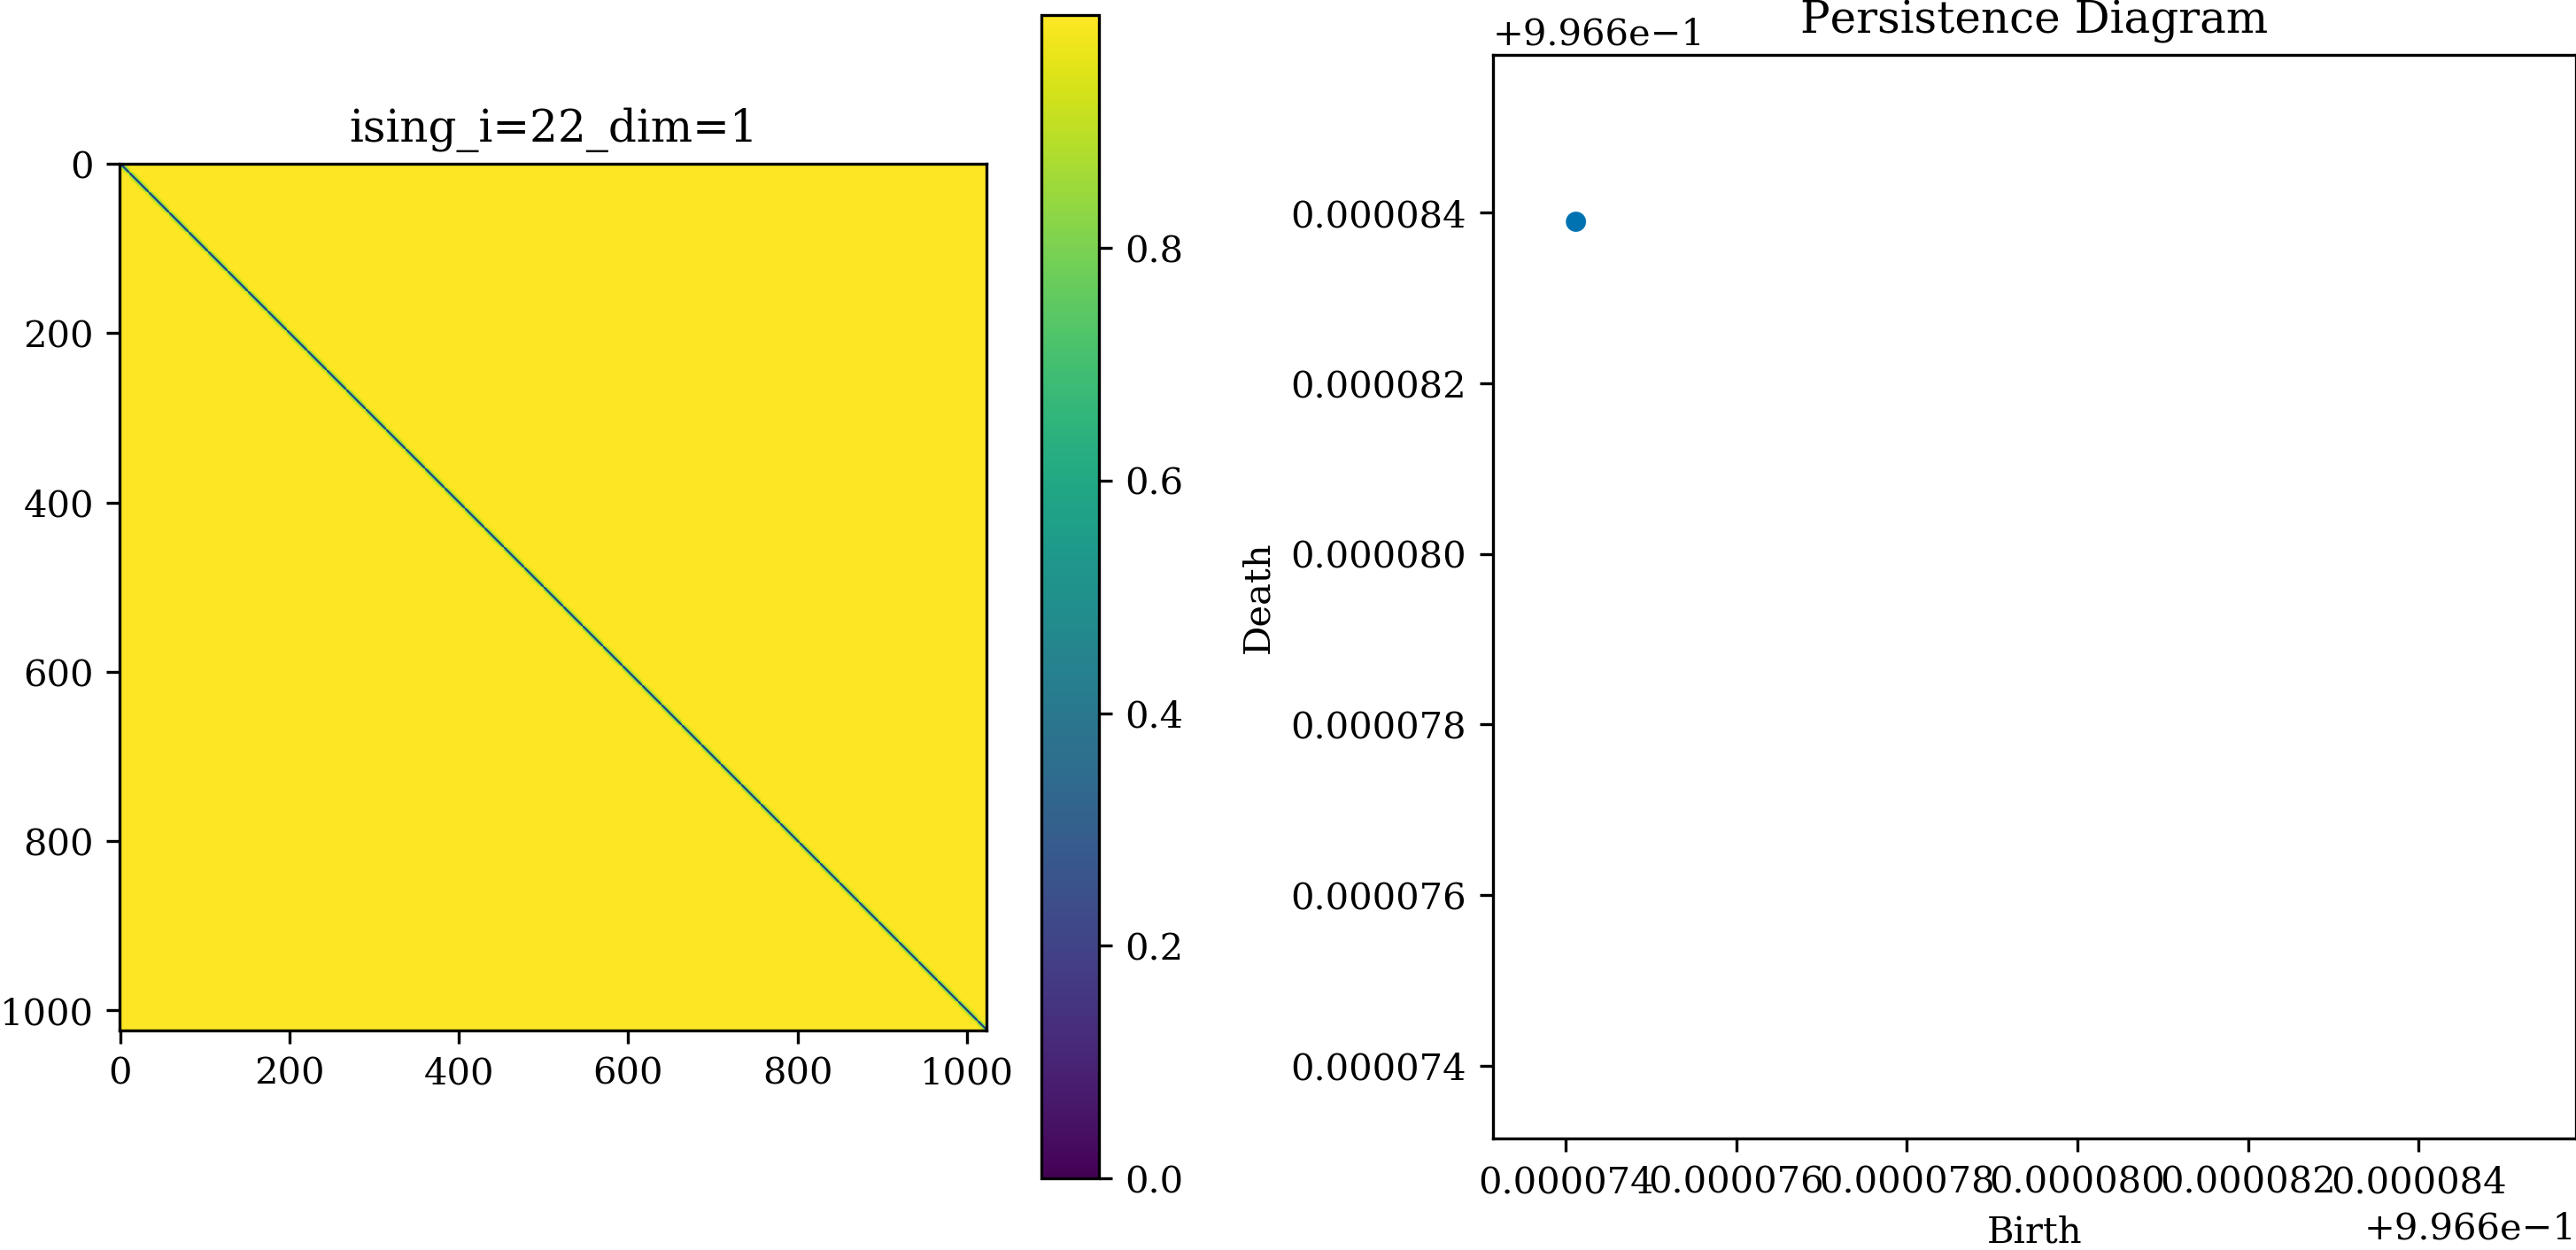 ising_i=22_dim=1
0
200
400
600
800
1000
0 200 400 600 800 1000
0.8
0.6
0.4
0.2
0.0
Persistence Diagram
+9.966e−1
0.000084
0.000082
0.000080
0.000078
0.000076
0.000074
Death
0.000074 0.000076 0.000078 0.000080 0.000082 0.000084
Birth
+9.966e−1